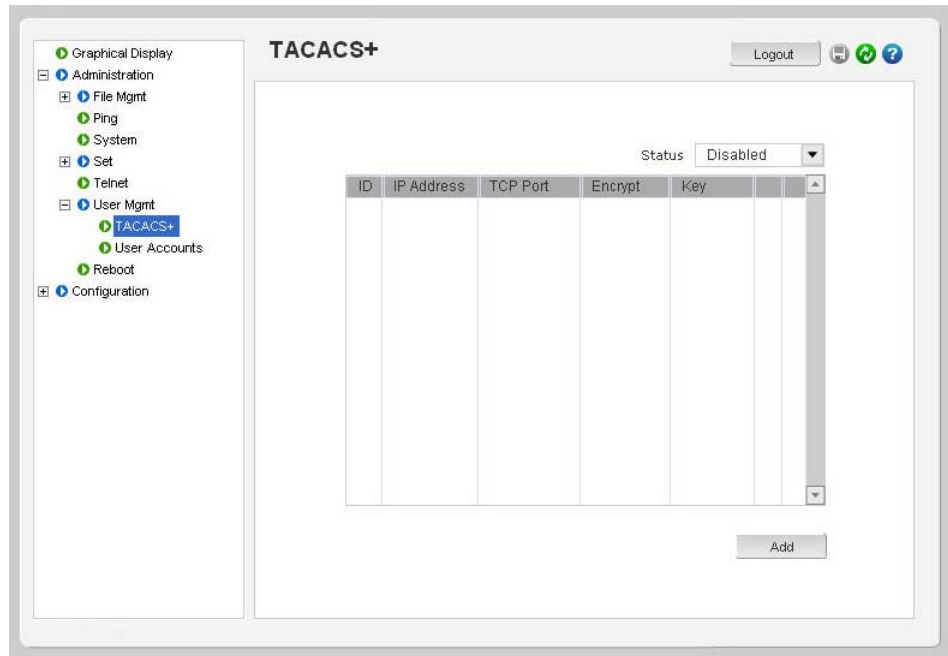 TACACS+
Logout
Graphical Display
Administration
File Mgmt
Ping
System
Set
Telnet
User Mgmt
TACACS+
User Accounts
Reboot
Configuration
Status Disabled
ID IP Address TCP Port Encrypt Key
Add